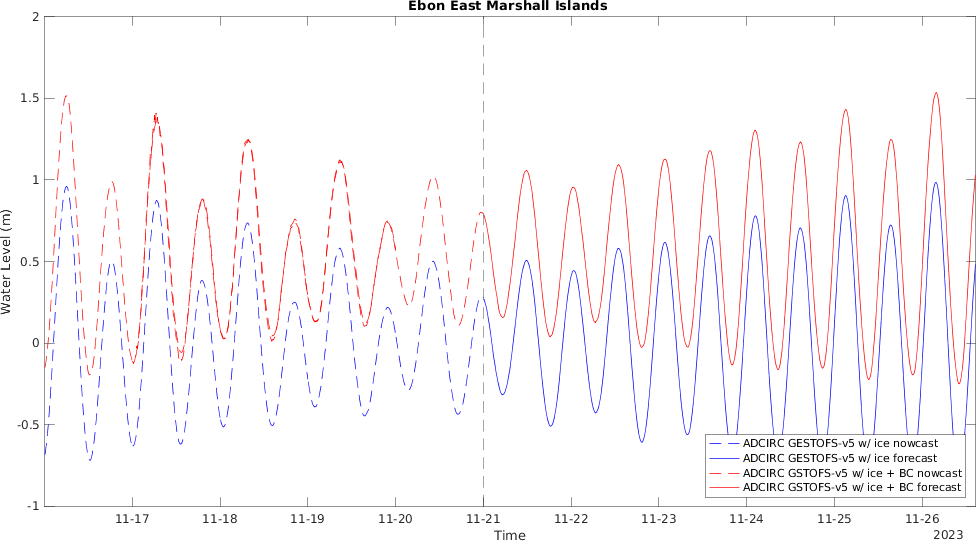 Ebon East Marshall Islands
2
1.5
1
0.5
0
-0.5
-1
Water Level (m)
ADCIRC GESTOFS-v5 w/ ice nowcast
ADCIRC GESTOFS-v5 w/ ice forecast
ADCIRC GSTOFS-v5 w/ ice + BC nowcast
ADCIRC GSTOFS-v5 w/ ice + BC forecast
11-17 11-18 11-19 11-20 11-21 11-22 11-23 11-24 11-25 11-26
Time
2023